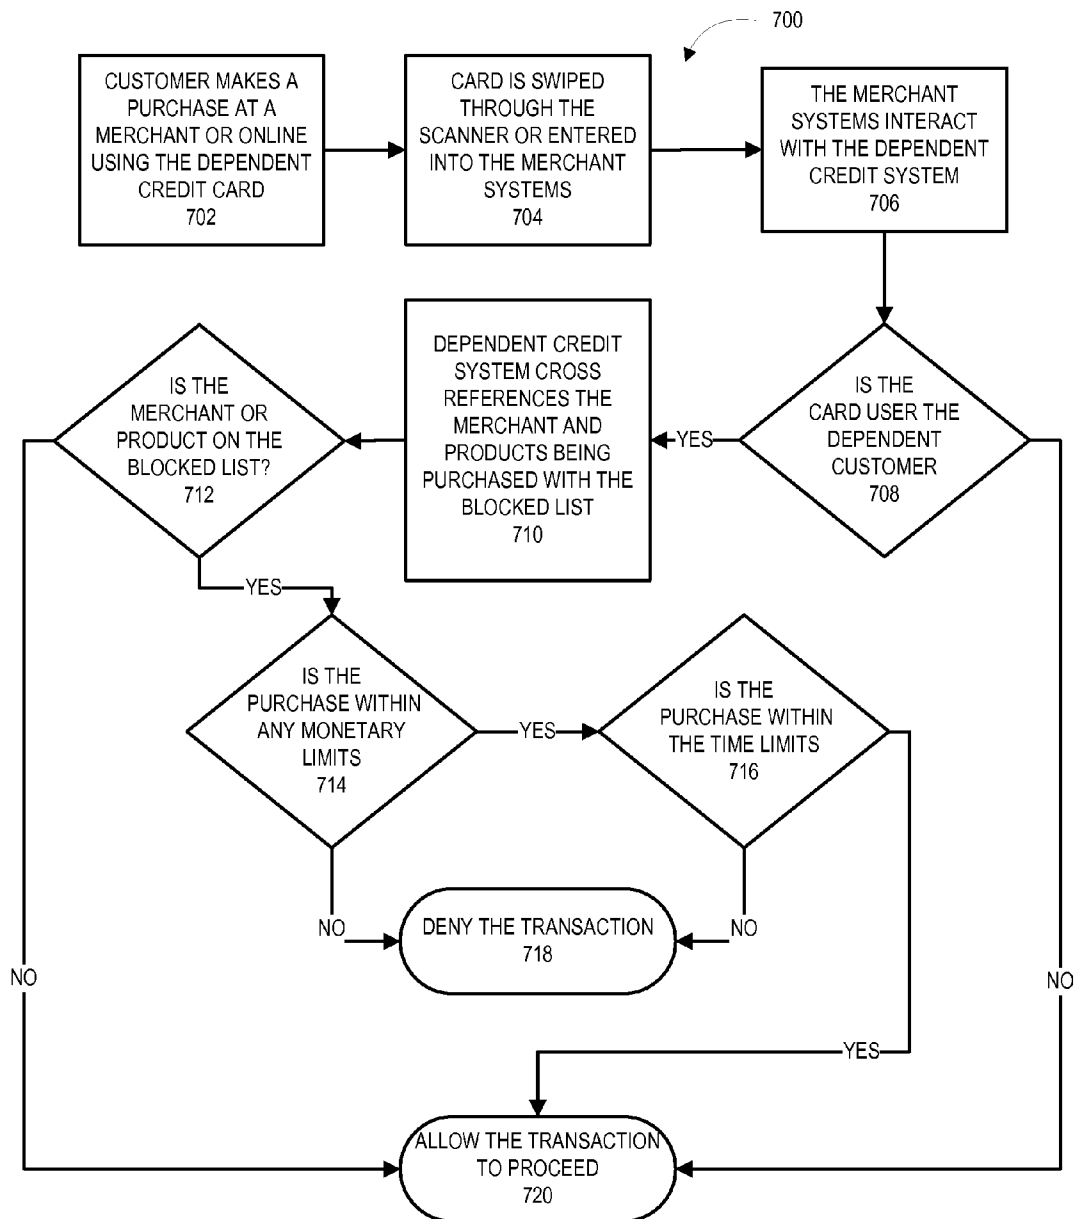 700
CUSTOMER MAKES A
PURCHASE AT A
MERCHANT OR ONLINE
USING THE DEPENDENT
CREDIT CARD
702
CARD IS SWIPED
THROUGH THE
SCANNER OR ENTERED
INTO THE MERCHANT
SYSTEMS
704
THE MERCHANT
SYSTEMS INTERACT
WITH THE DEPENDENT
CREDIT SYSTEM
706
IS THE
CARD USER THE
DEPENDENT
CUSTOMER
708
YES
DEPENDENT CREDIT
SYSTEM CROSS
REFERENCES THE
MERCHANT AND
PRODUCTS BEING
PURCHASED WITH THE
BLOCKED LIST
710
IS THE
MERCHANT OR
PRODUCT ON THE
BLOCKED LIST?
712
YES
IS THE
PURCHASE WITHIN
ANY MONETARY
LIMITS
714
YES
IS THE
PURCHASE WITHIN
THE TIME LIMITS
716
NO
DENY THE TRANSACTION
718
NO
NO
NO
YES
ALLOW THE TRANSACTION
TO PROCEED
720